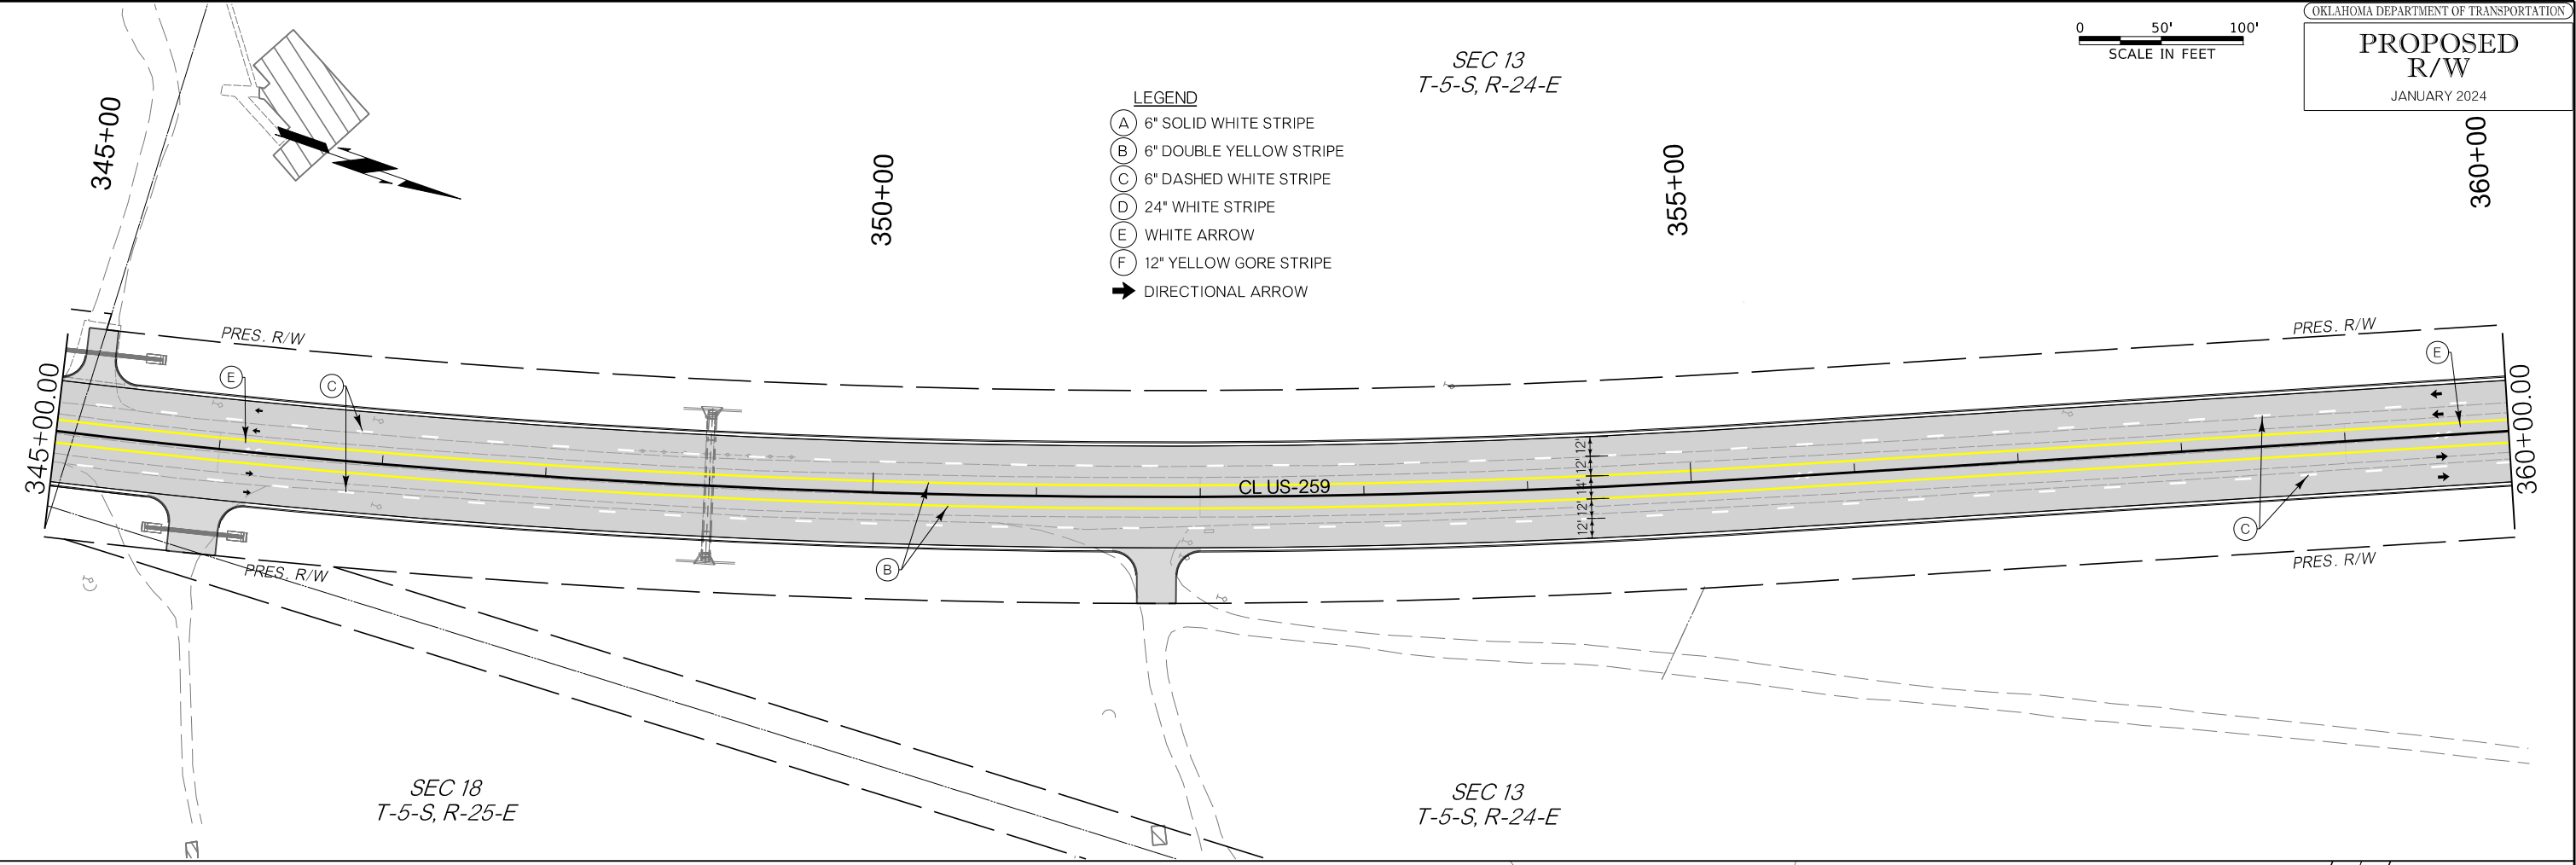 OKLAHOMA DEPARTMENT OF TRANSPORTATION
PROPOSED
R/W
JANUARY 2024
0 50' 100'
SCALE IN FEET
SEC 13
T-5-S, R-24-E
LEGEND
A 6" SOLID WHITE STRIPE
B 6" DOUBLE YELLOW STRIPE
C 6" DASHED WHITE STRIPE
D 24" WHITE STRIPE
E WHITE ARROW
F 12" YELLOW GORE STRIPE
DIRECTIONAL ARROW
345+00
350+00
355+00
360+00
PRES. R/W
PRES. R/W
E
C
E
345+00.00
360+00.00
CL US-259
12'
12'
14'
12'
12'
B
C
PRES. R/W
PRES. R/W
SEC 18
T-5-S, R-25-E
SEC 13
T-5-S, R-24-E